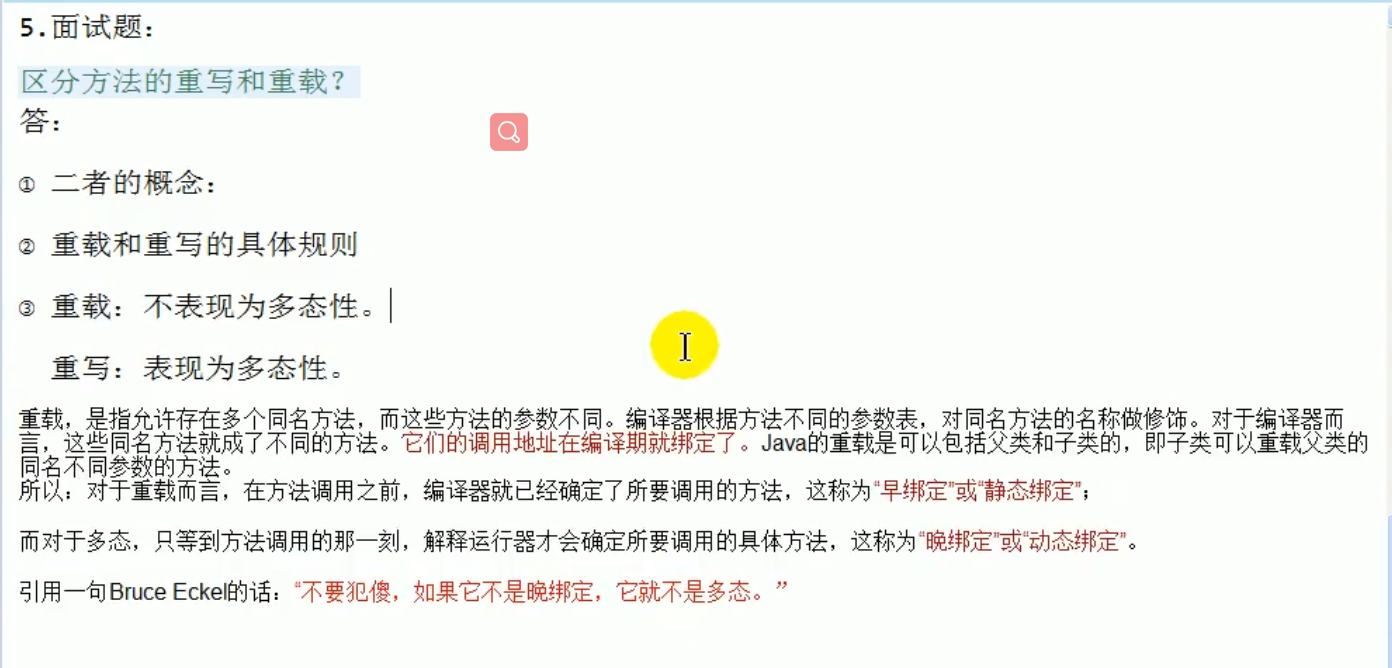 5.面试题：
区分方法的重写和重载？
答：
① 二者的概念：
② 重载和重写的具体规则
③ 重载：不表现为多态性。
重写：表现为多态性。
重载，是指允许存在多个同名方法，而这些方法的参数不同。编译器根据方法不同的参数表，对同名方法的名称做修饰。对于编译器而
言，这些同名方法就成了不同的方法。它们的调用地址在编译期就绑定了。Java的重载是可以包括父类和子类的，即子类可以重载父类的
同名不同参数的方法。
所以：对于重载而言，在方法调用之前，编译器就已经确定了所要调用的方法，这称为“早绑定”或“静态绑定”；
而对于多态，只等到方法调用的那一刻，解释运行器才会确定所要调用的具体方法，这称为“晚绑定”或“动态绑定”。
引用一句Bruce Eckel的话：“不要犯傻，如果它不是晚绑定，它就不是多态。”